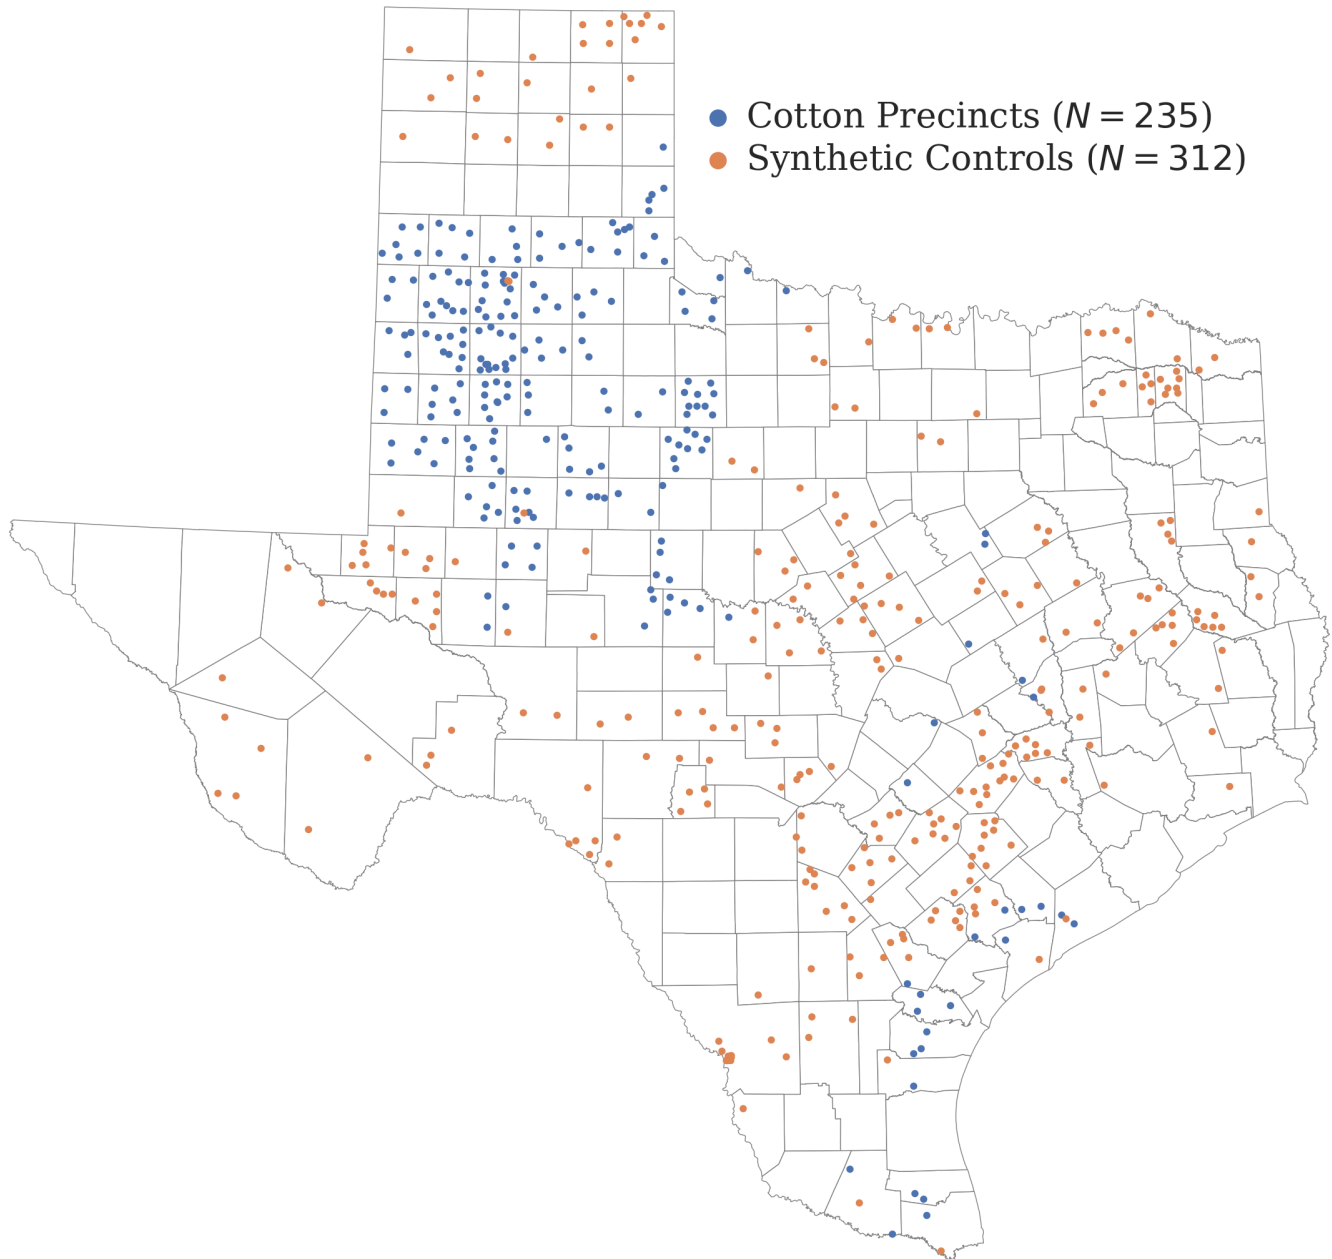 Cotton Precincts (N = 235)
Synthetic Controls (N = 312)